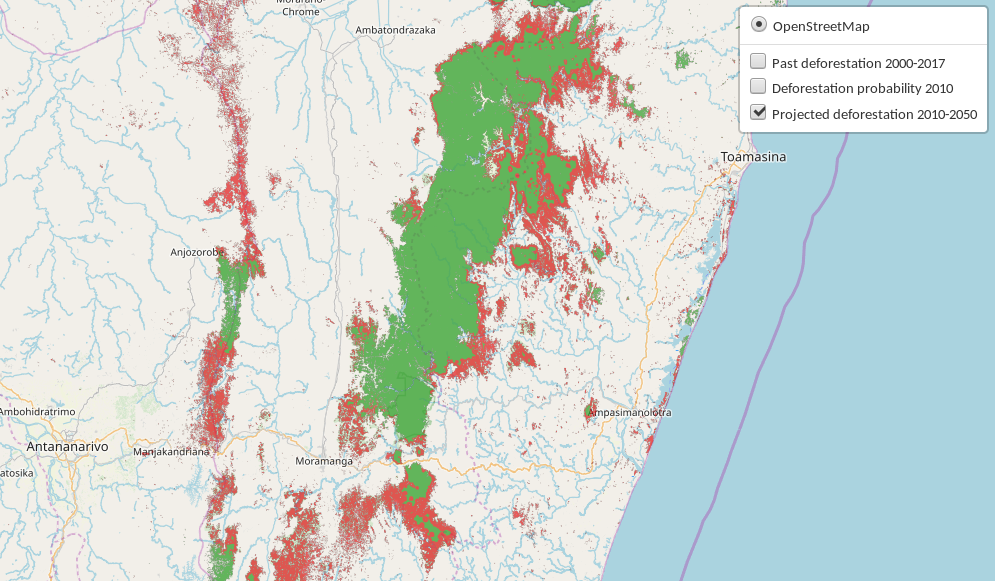 Morarano
Chrome
Ambatondrazaka
OpenStreetMap
Past deforestation 2000-2017
Deforestation probability 2010
Projected deforestation 2010-2050
Toamasina
Anjozorobe
Ambohidratrimo
Ampasimanolotra
Antananarivo
Manjakandriana
Moramanga
atosika